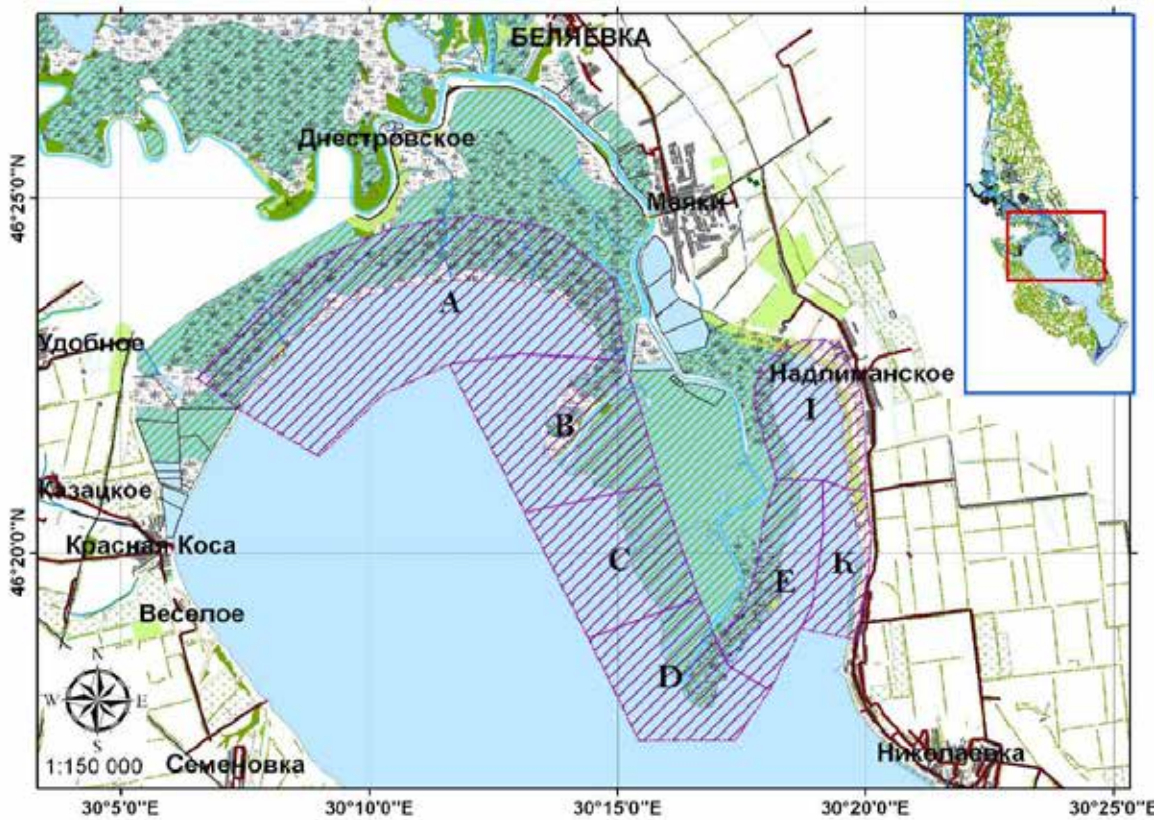 БЕЛЯЕВКА
Днестровское
46°25'0"N
Маяки
A
Удобное
Надлиманское
I
B
Казацкое
Красная Коса
46°20'0"N
C
E
K
Веселое
N
W
E
S
D
1:150 000
Семеновка
Николаевка
30°5'0"E
30°10'0"E
30°15'0"E
30°20'0"E
30°25'0"E